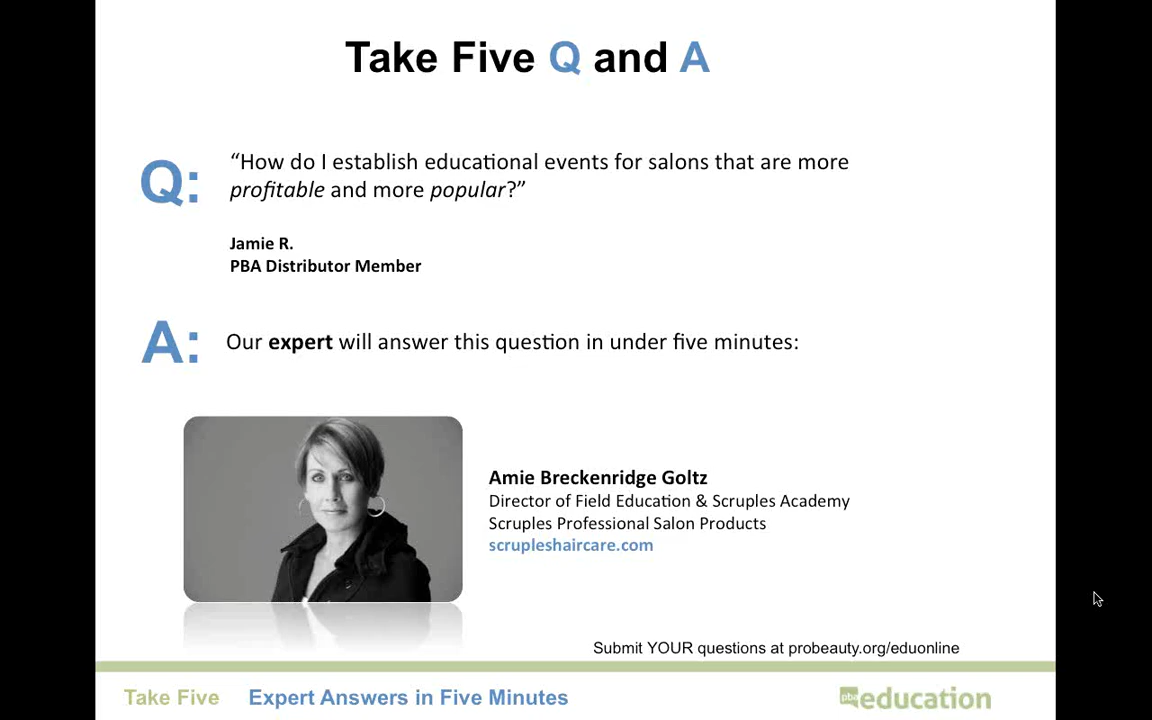 Take Five Q and A
Q:
“How do I establish educational events for salons that are more
profitable and more popular?”
Jamie R.
PBA Distributor Member
A:
Our expert will answer this question in under five minutes:
Amie Breckenridge Goltz
Director of Field Education & Scruples Academy
Scruples Professional Salon Products
scrupleshaircare.com
Submit YOUR questions at probeauty.org/eduonline
Take Five Expert Answers in Five Minutes
pba education